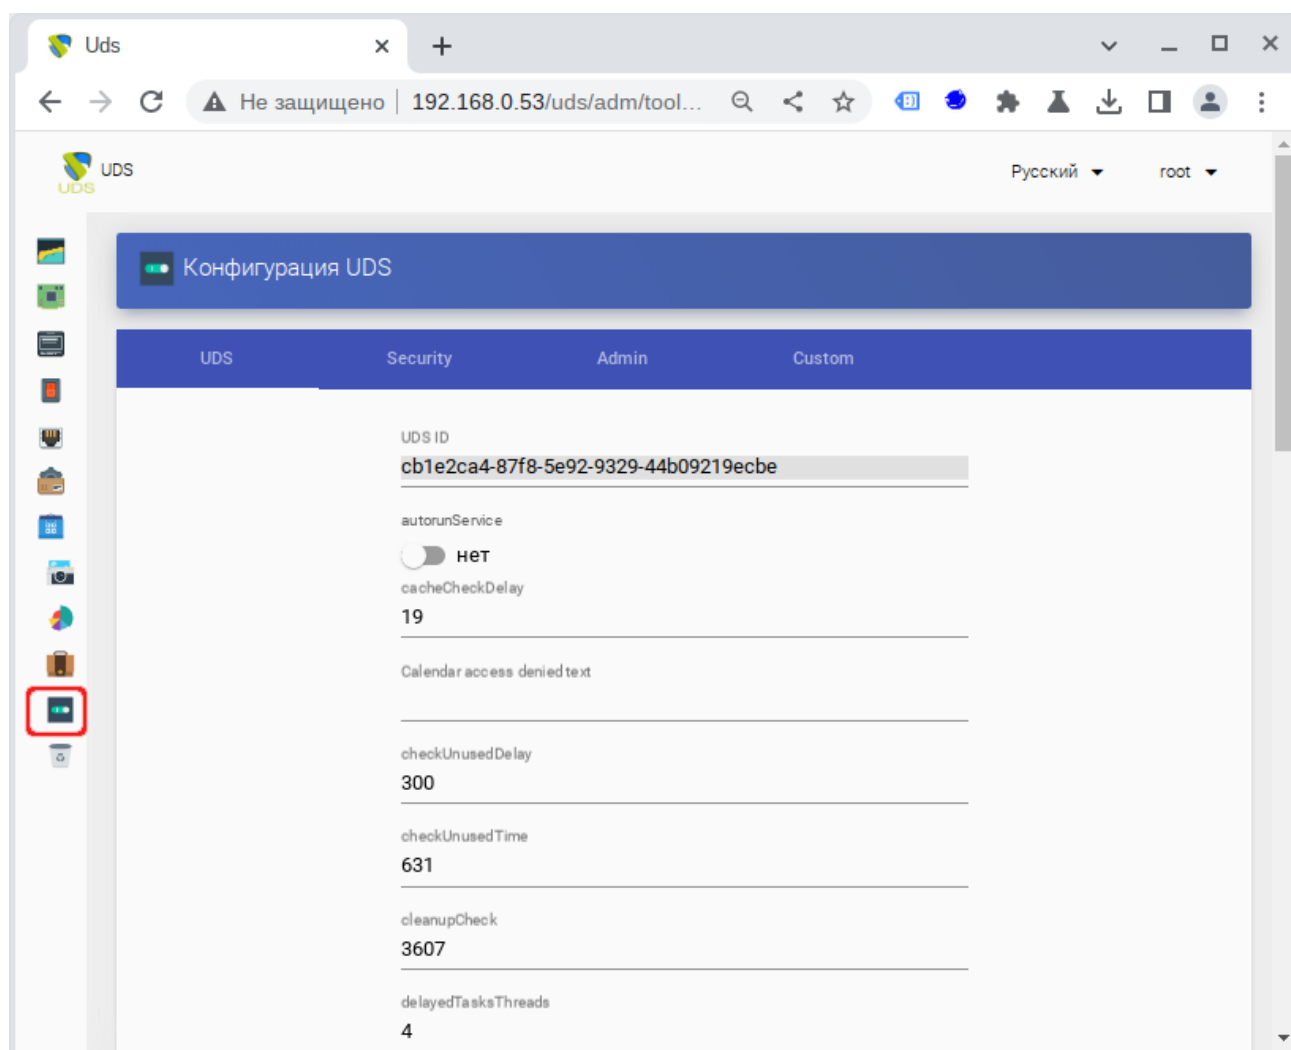 Uds
Не защищено 192.168.0.53/uds/adm/tool...
UDS UDS Русский root
Конфигурация UDS
UDS Security Admin Custom
UDS ID
cb1e2ca4-87f8-5e92-9329-44b09219ecbe
autorunService
нет
cacheCheckDelay
19
Calendar access denied text
checkUnusedDelay
300
checkUnusedTime
631
cleanupCheck
3607
delayedTasksThreads
4